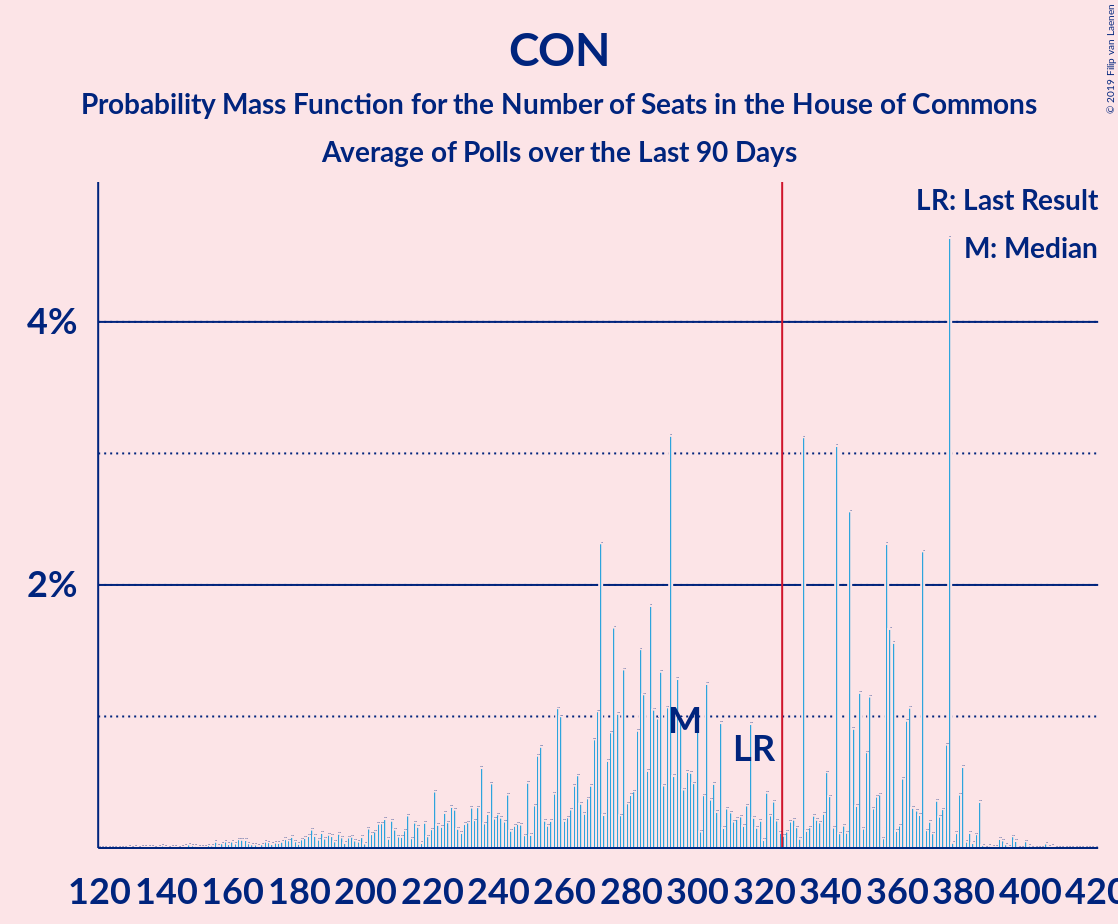 CON
Probability Mass Function for the Number of Seats in the House of Commons
Average of Polls over the Last 90 Days
© 2019 Filip van Laenen
LR: Last Result
M: Median
4%
2%
M
LR
120 140 160 180 200 220 240 260 280 300 320 340 360 380 400 420